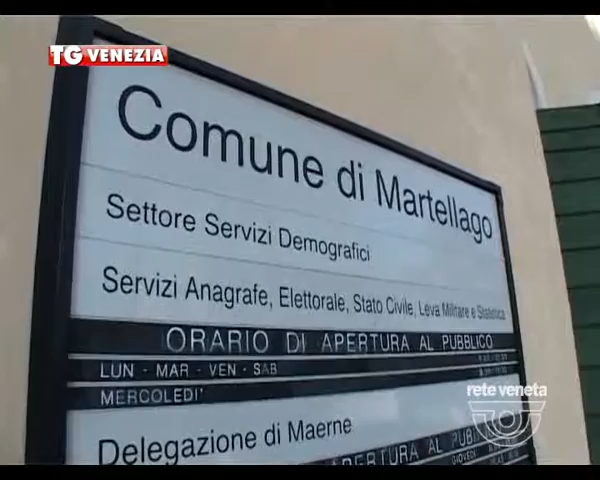 TG VENEZIA
Comune di Martellago
Settore Servizi Demografici
Servizi Anagrafe, Elettorale, Stato Civile, Leva Militare e Statistica
ORARIO DI APERTURA AL PUBBLICO
LUN - MAR - VEN - SAB
MERCOLEDI'
rete veneta
Delegazione di Maerne
APERTURA AL PUB
GIOVEDI